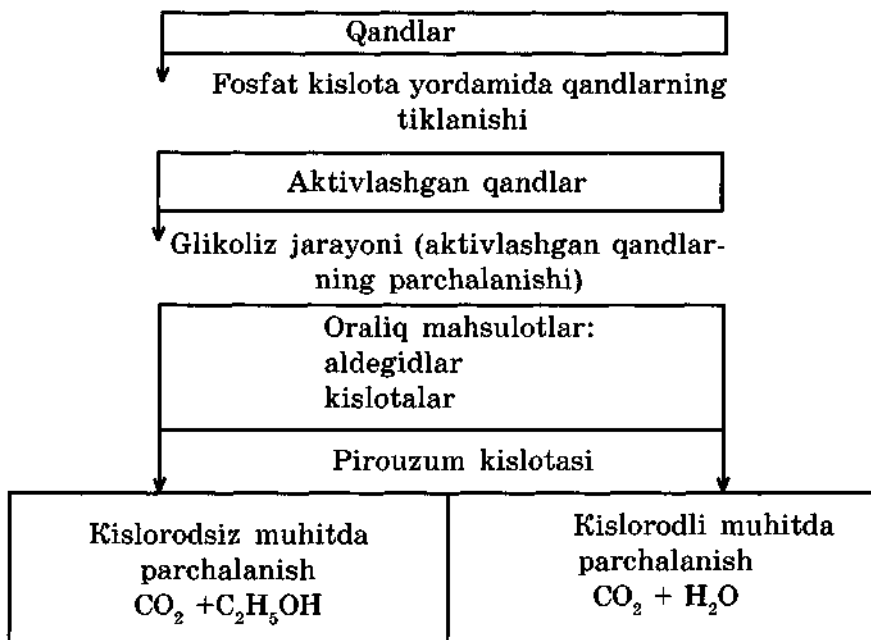 Qandlar
Fosfat kislota yordamida qandlarning
tiklanishi
Aktivlashgan qandlar
Glikoliz jarayoni (aktivlashgan qandlar-
ning parchalanishi)
Oraliq mahsulotlar:
aldegidlar
kislotalar
Pirouzum kislotasi
Kislorodsiz muhitda
parchalanish
CO₂ +C₂H₅OH
Kislorodli muhitda
parchalanish
CO₂ + H₂O